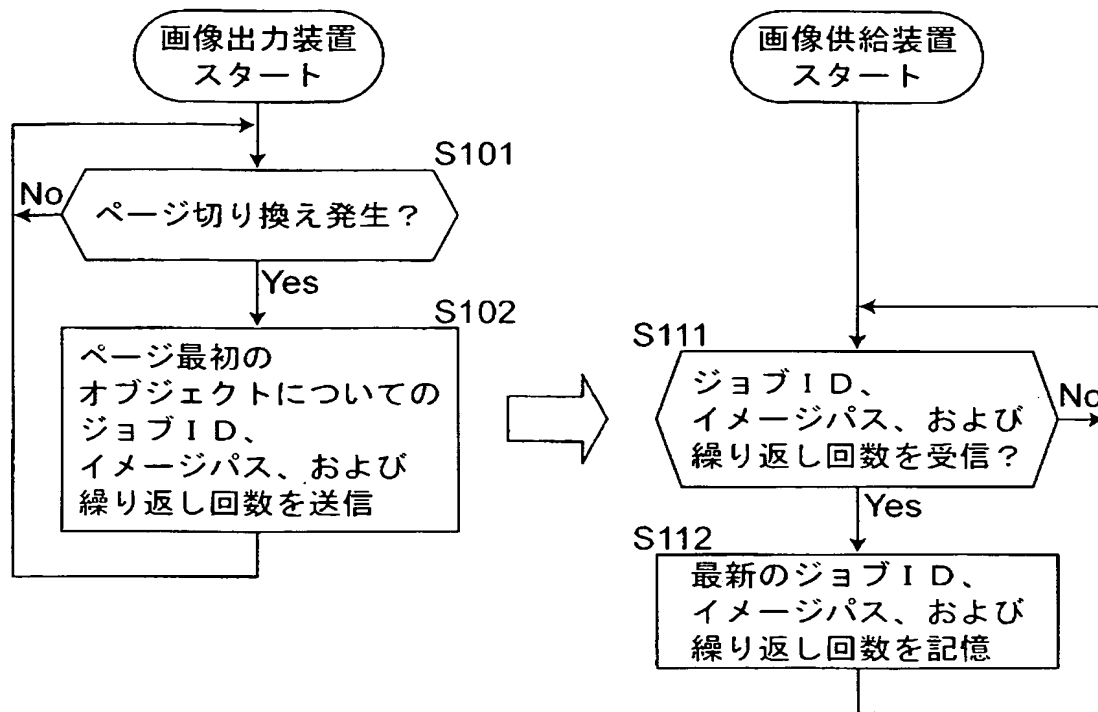 画像出力装置
スタート
S101
No
ページ切り換え発生?
Yes
S102
ページ最初の
オブジェクトについての
ジョブID、
イメージパス、および
繰り返し回数を送信
画像供給装置
スタート
S111
ジョブID、
イメージパス、および
繰り返し回数を受信?
No
Yes
S112
最新のジョブID、
イメージパス、および
繰り返し回数を記憶